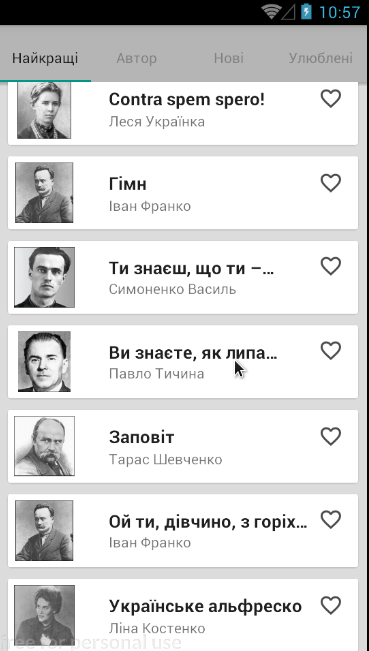 10:57
Найкращі Автор Нові Улюблені
Contra spem spero!
Леся Українка
Гімн
Іван Франко
Ти знаєш, що ти –...
Симоненко Василь
Ви знаєте, як липа...
Павло Тичина
Заповіт
Тарас Шевченко
Ой ти, дівчино, з горіх...
Іван Франко
Українське альфреско
Ліна Костенко
free for personal use